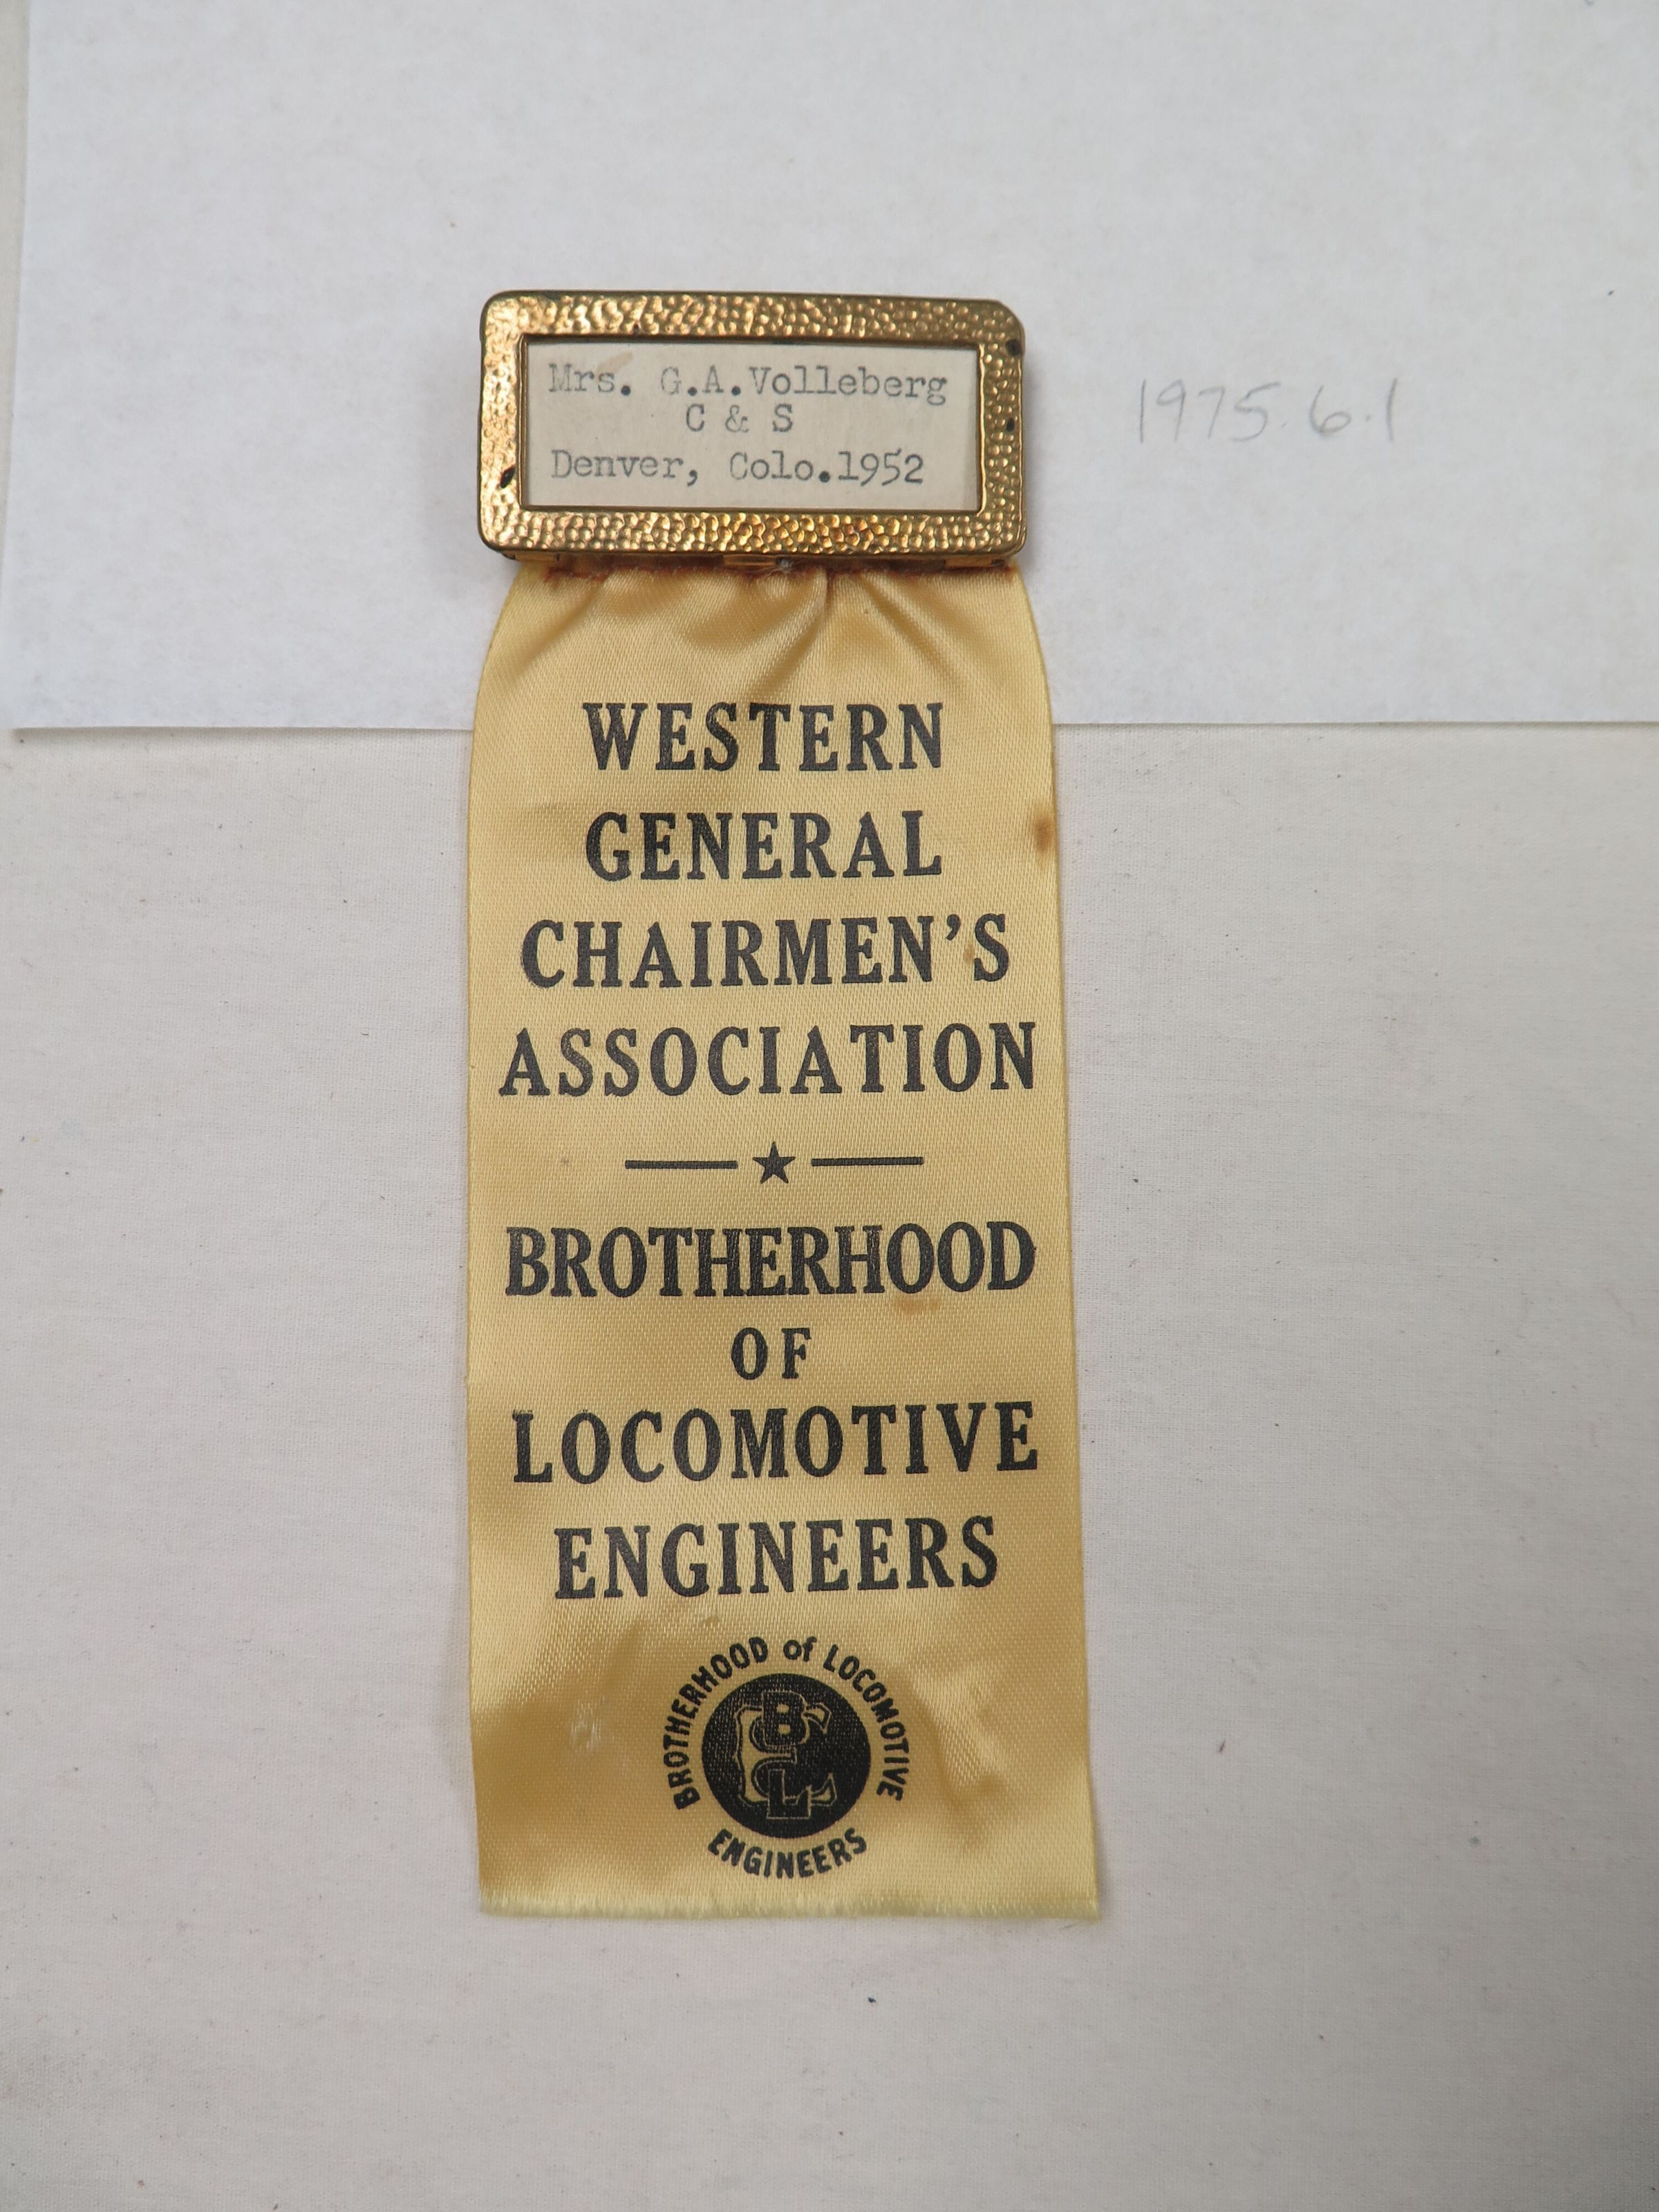 Mrs. G.A.Volleberg
C & S
Denver, Colo.1952
1975.6.1
WESTERN
GENERAL
CHAIRMEN'S
ASSOCIATION
BROTHERHOOD
OF
LOCOMOTIVE
ENGINEERS
BROTHERHOOD of LOCOMOTIVE
ENGINEERS